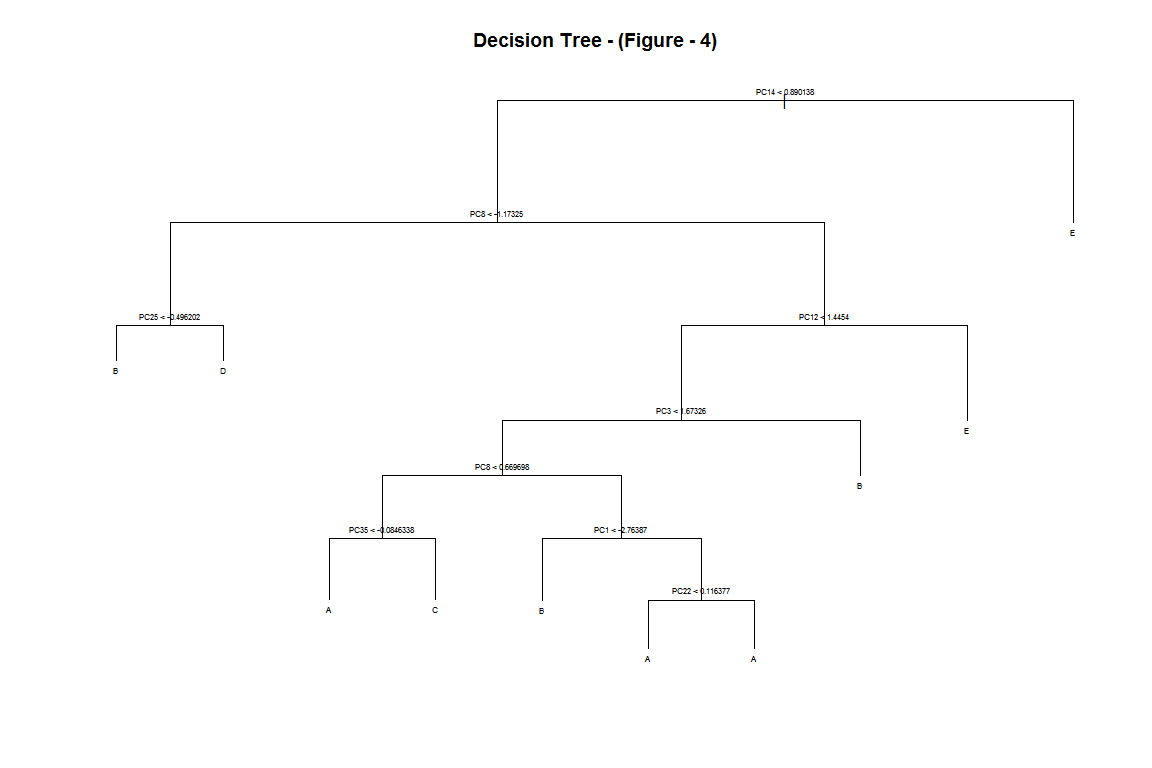 Decision Tree - (Figure - 4)
PC14 < 0.890138
PC8 < -1.17325
E
PC25 < -0.496202
PC12 < 1.4454
B
D
PC3 < 1.67326
E
PC8 < 0.669698
B
PC35 < -0.0846338
PC1 < -2.76387
PC22 < 0.116377
A
C
B
A
A